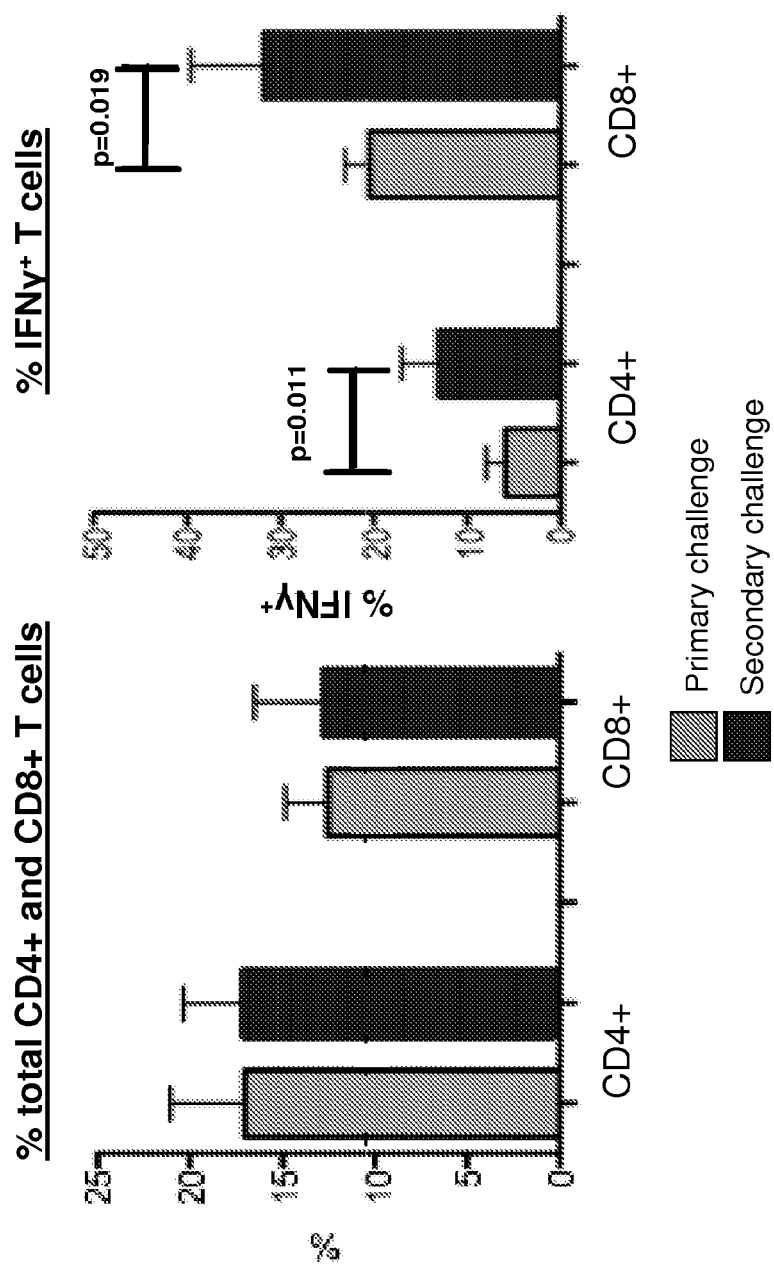 % total CD4+ and CD8+ T cells
%
25
20
15
10
5
0
CD4+
CD8+
% IFNγ+ T cells
% IFNγ+
50
40
30
20
10
0
p=0.011
p=0.019
CD4+
CD8+
Primary challenge
Secondary challenge